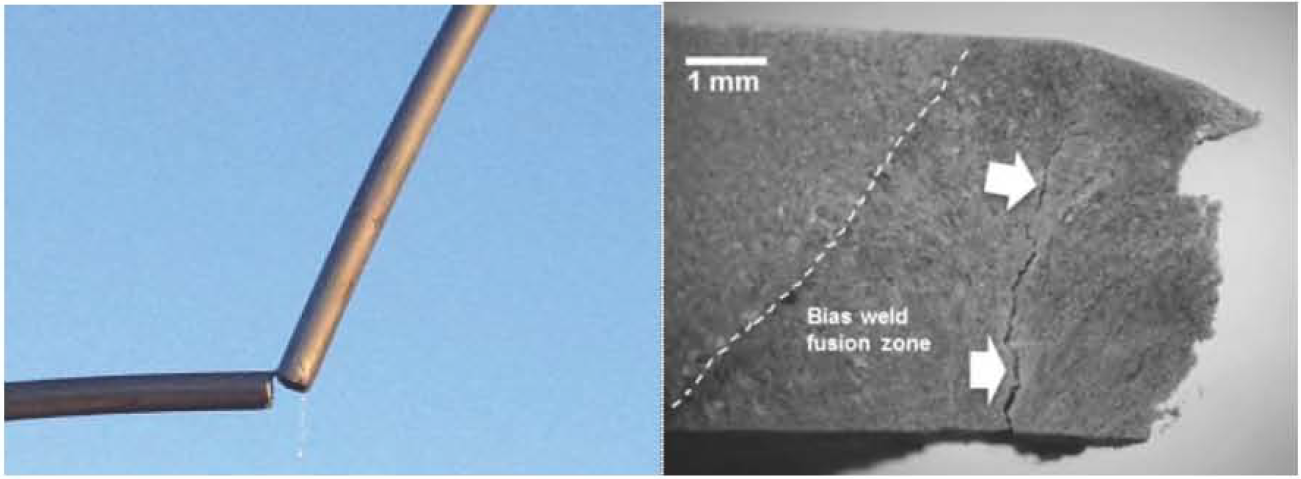 1 mm
Bias weld
fusion zone